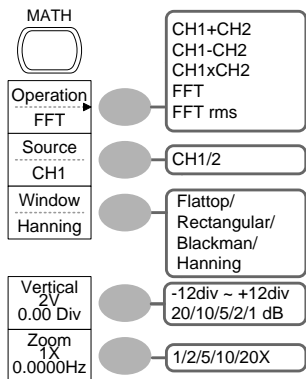 MATH
Operation
FFT
CH1+CH2
CH1-CH2
CH1xCH2
FFT
FFT rms
Source
CH1
CH1/2
Window
Hanning
Flattop/
Rectangular/
Blackman/
Hanning
Vertical
2V
0.00 Div
-12div ~ +12div
20/10/5/2/1 dB
Zoom
1X
0.0000Hz
1/2/5/10/20X